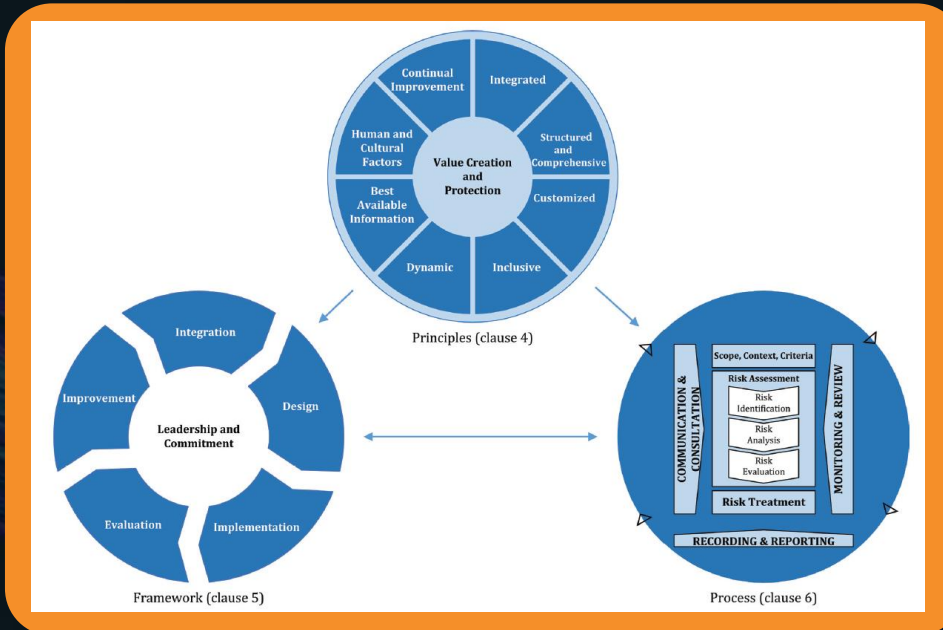 Continual
Improvement
Integrated
Human and
Cultural
Factors
Structured
and
Comprehensive
Value Creation
and
Protection
Best
Available
Information
Customized
Dynamic
Inclusive
Principles (clause 4)
Integration
Improvement
Design
Leadership and
Commitment
Evaluation
Implementation
Framework (clause 5)
Scope, Context, Criteria
COMMUNICATION &
CONSULTATION
Risk Assessment
Risk
Identification
Risk
Analysis
Risk
Evaluation
MONITORING & REVIEW
Risk Treatment
RECORDING & REPORTING
Process (clause 6)